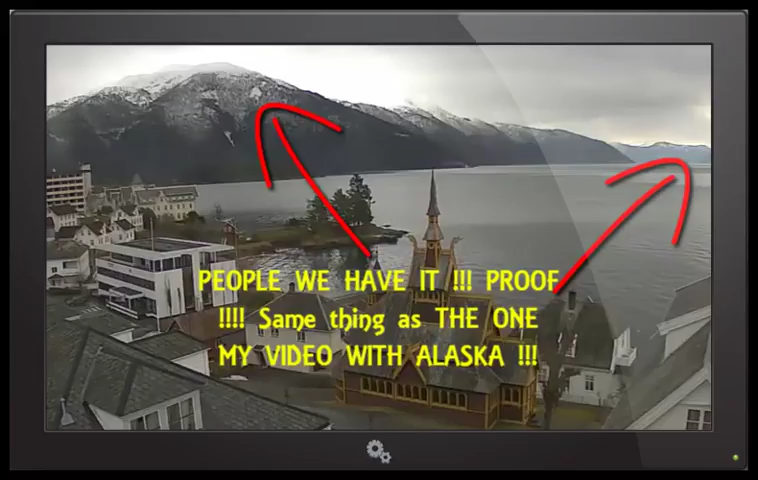 PEOPLE WE HAVE IT !!! PROOF
!!!! Same thing as THE ONE
MY VIDEO WITH ALASKA !!!